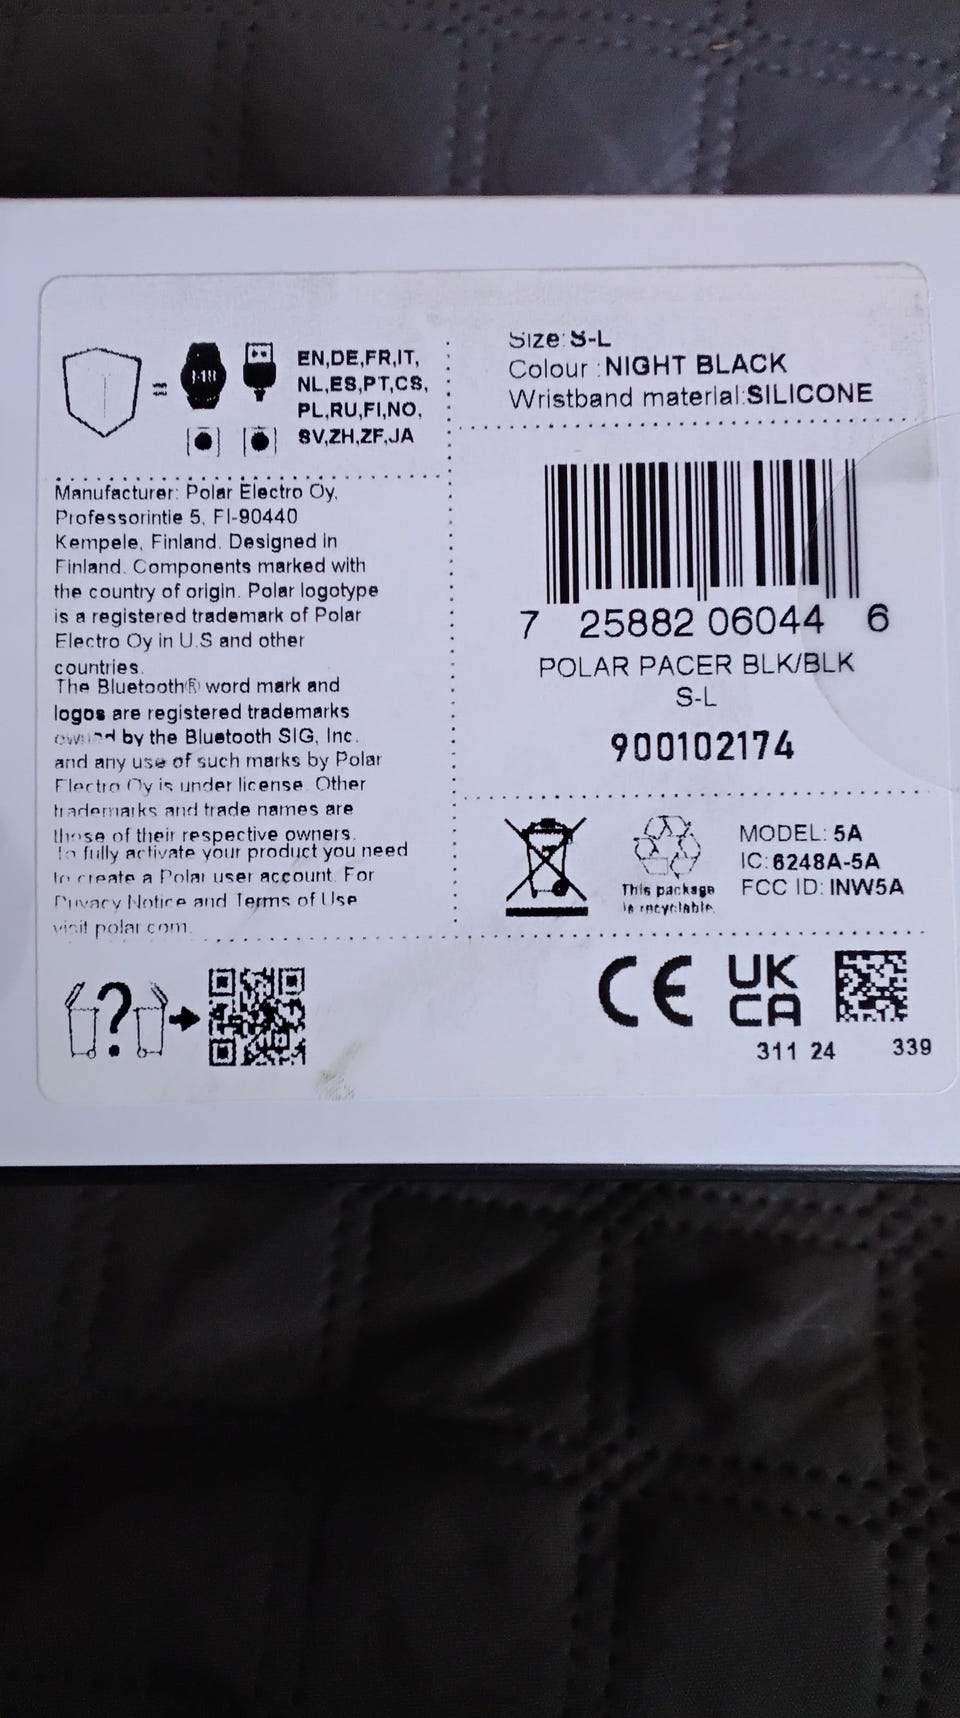 EN,DE,FR,IT,
NL,ES,PT,CS,
PL,RU,FI,NO,
SV,ZH,ZF,JA
Manufacturer: Polar Electro Oy,
Professorintie 5, FI-90440
Kempele, Finland. Designed in
Finland. Components marked with
the country of origin. Polar logotype
is a registered trademark of Polar
Electro Oy in U.S and other
countries.
The Bluetooth® word mark and
logos are registered trademarks
owned by the Bluetooth SIG, Inc.
and any use of such marks by Polar
Electro Oy is under license. Other
trademarks and trade names are
those of their respective owners.
To fully activate your product you need
to create a Polar user account. For
Privacy Notice and Terms of Use
visit polar.com.
Size: S-L
Colour :NIGHT BLACK
Wristband material:SILICONE
7 25882 06044 6
POLAR PACER BLK/BLK
S-L
900102174
This package
is recyclable.
MODEL: 5A
IC: 6248A-5A
FCC ID: INW5A
CE
UK
CA
311 24 339